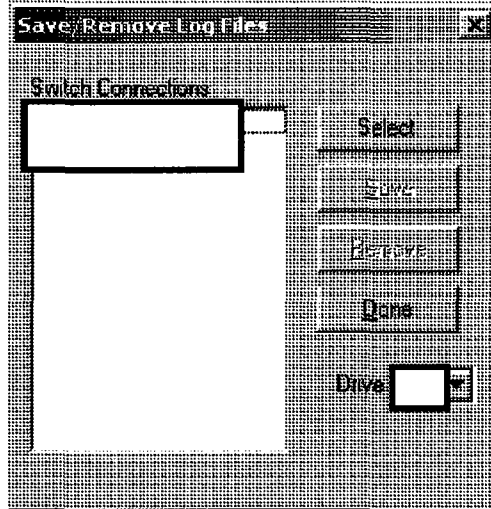 Save/Remove Log Files
Switch Connections
Select
Save
Remove
Done
Drive